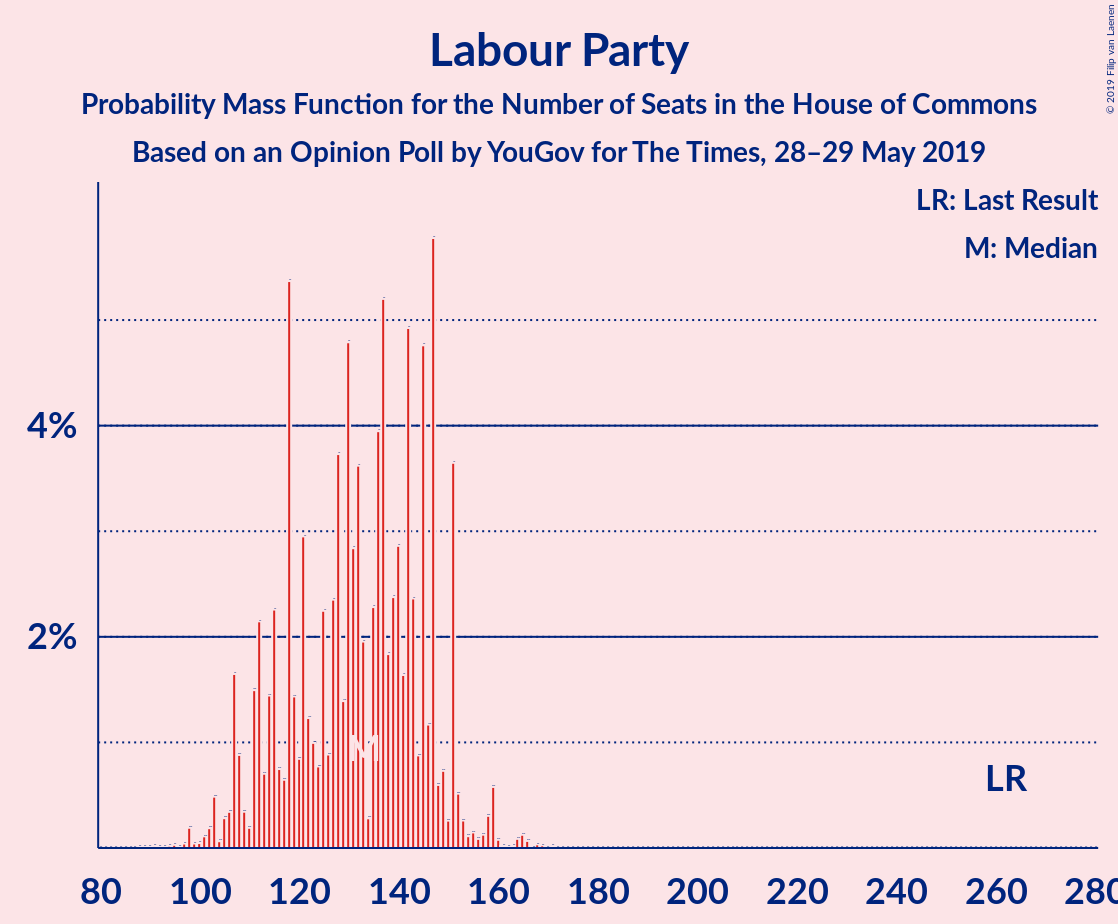 Labour Party
Probability Mass Function for the Number of Seats in the House of Commons
Based on an Opinion Poll by YouGov for The Times, 28–29 May 2019
© 2019 Filip van Laenen
LR: Last Result
M: Median
4%
2%
M
LR
80 100 120 140 160 180 200 220 240 260 280